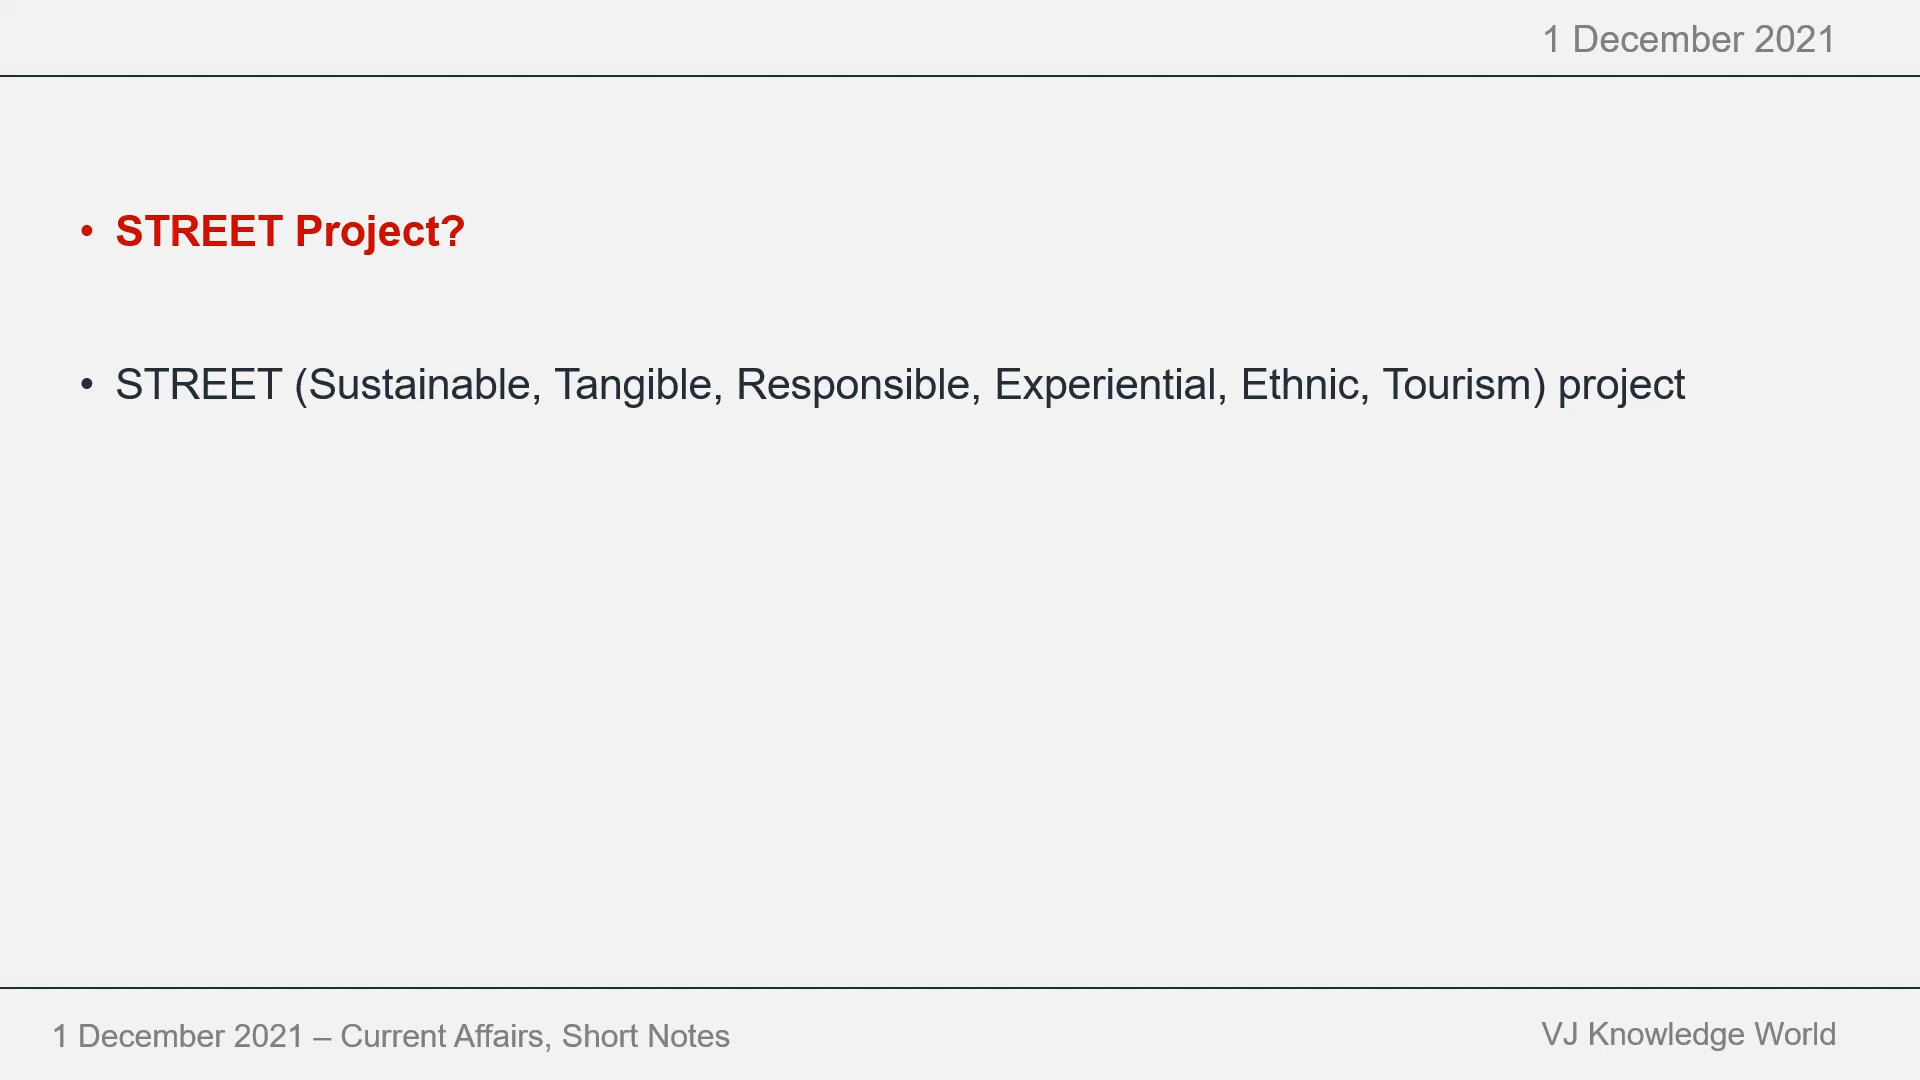 1 December 2021
• STREET Project?
• STREET (Sustainable, Tangible, Responsible, Experiential, Ethnic, Tourism) project
1 December 2021 – Current Affairs, Short Notes
VJ Knowledge World